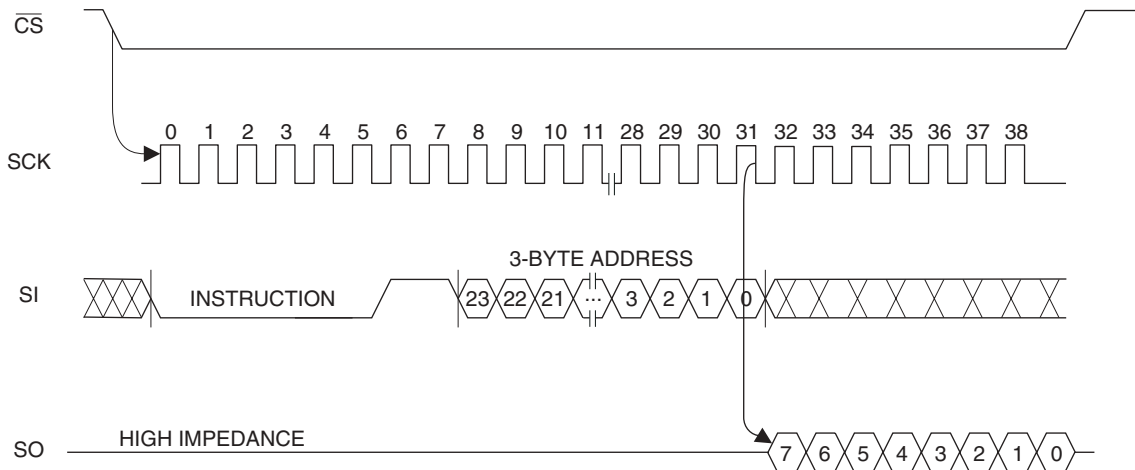 C̅S̅
0 1 2 3 4 5 6 7 8 9 10 11 28 29 30 31 32 33 34 35 36 37 38
SCK
3-BYTE ADDRESS
SI
INSTRUCTION
23 22 21 ... 3 2 1 0
HIGH IMPEDANCE
SO
7 6 5 4 3 2 1 0